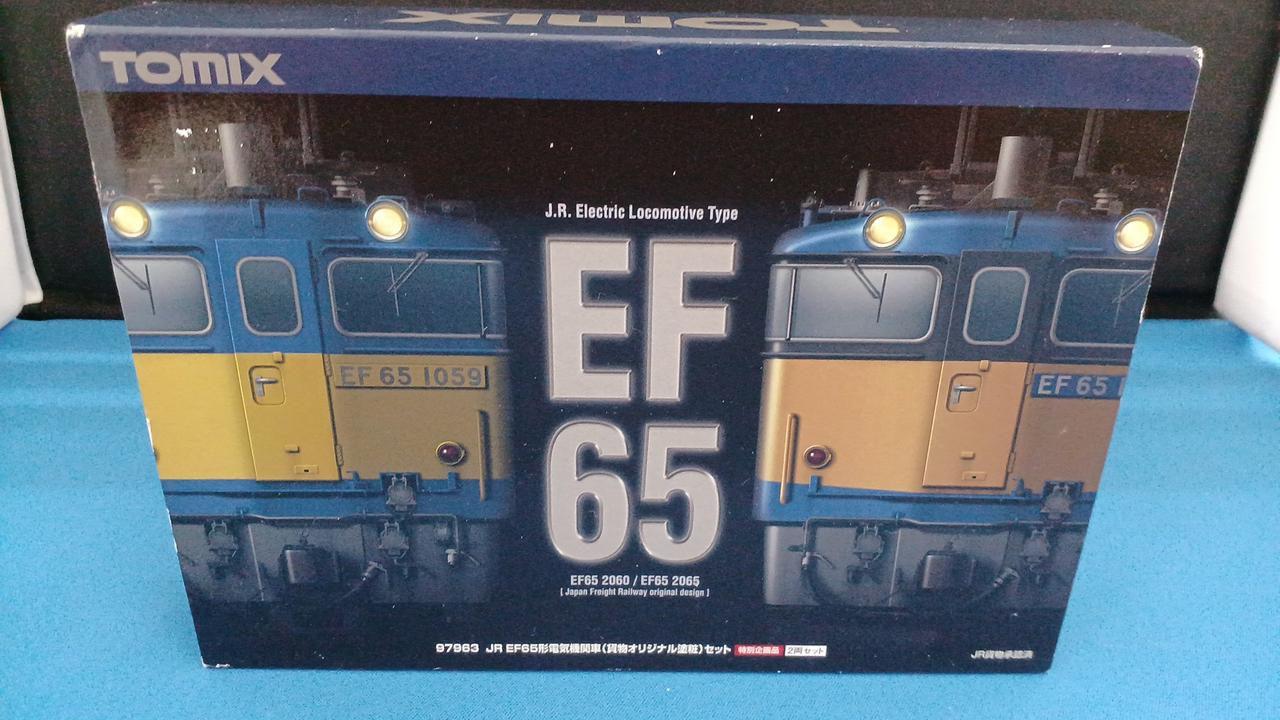 TOMIX
TOMIX
J.R. Electric Locomotive Type
EF
65
EF 65 1059
EF 65 1
EF65 2060 / EF65 2065
[ Japan Freight Railway original design ]
97963 JR EF65形電気機関車(貨物オリジナル塗粧)セット 特別企画品 2両セット
JR貨物承認済